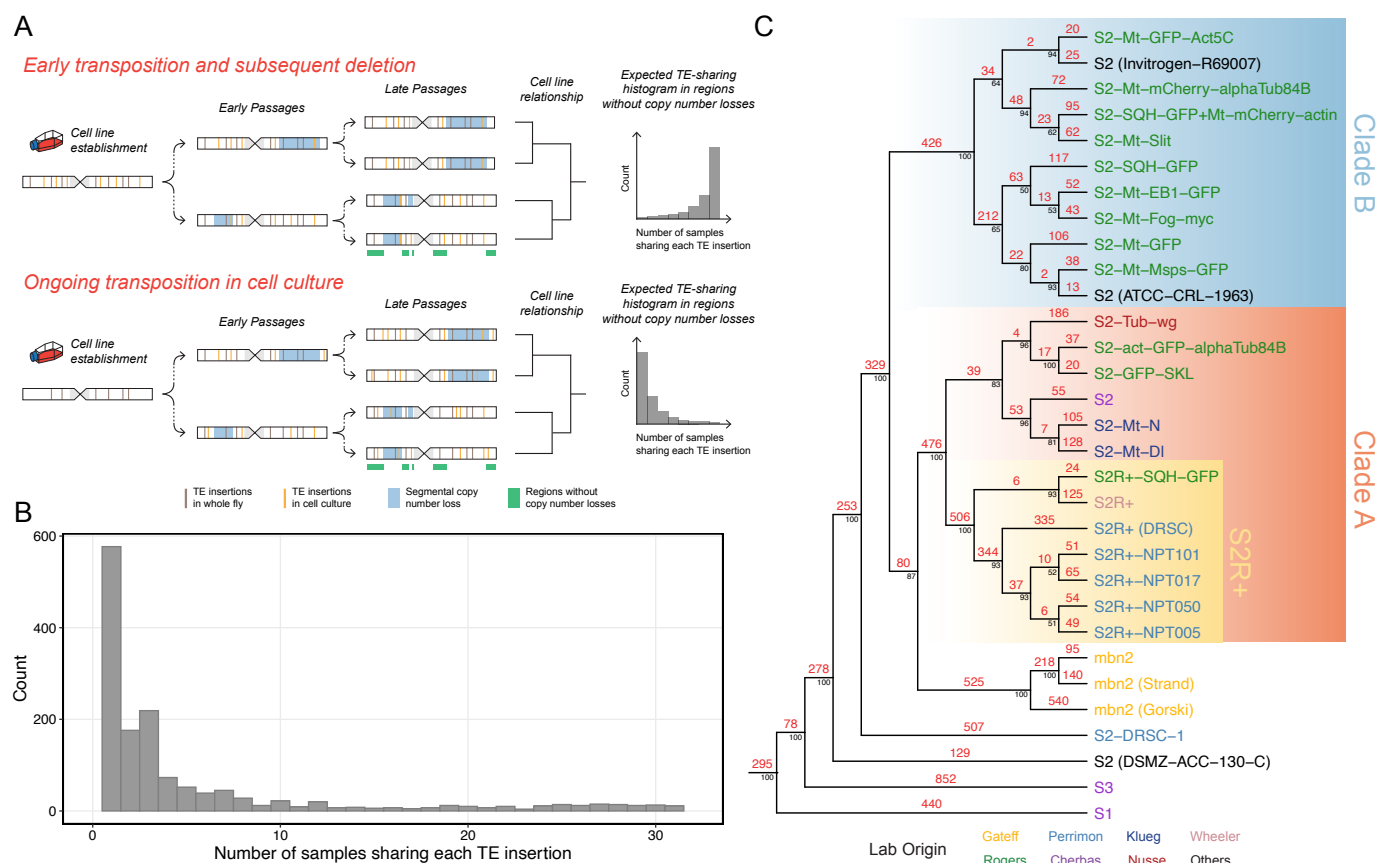 A
Early transposition and subsequent deletion
Cell line
establishment
Early Passages
Late Passages
Cell line
relationship
Expected TE-sharing
histogram in regions
without copy number losses
Count
Number of samples
sharing each TE insertion
Ongoing transposition in cell culture
Cell line
establishment
Early Passages
Late Passages
Cell line
relationship
Expected TE-sharing
histogram in regions
without copy number losses
Count
Number of samples
sharing each TE insertion
TE insertions
in whole fly
TE insertions
in cell culture
Segmental copy
number loss
Regions without
copy number losses
B
600
400
200
0
Count
0 10 20 30
Number of samples sharing each TE insertion
C
20 S2−Mt−GFP−Act5C
2 94
25 S2 (Invitrogen−R69007)
34 64
72 S2−Mt−mCherry−alphaTub84B
48 94
95 S2−SQH−GFP+Mt−mCherry−actin
23 62
62 S2−Mt−Slit
426 100
117 S2−SQH−GFP
63 50
52 S2−Mt−EB1−GFP
13 53
43 S2−Mt−Fog−myc
212 65
106 S2−Mt−GFP
22 80
38 S2−Mt−Msps−GFP
2 93
13 S2 (ATCC−CRL−1963)
Clade B
329 100
186 S2−Tub−wg
4 96
37 S2−act−GFP−alphaTub84B
17 100
20 S2−GFP−SKL
39 83
55 S2
53 96
105 S2−Mt−N
7 81
128 S2−Mt−Dl
476 100
24 S2R+−SQH−GFP
6 93
125 S2R+
506 100
335 S2R+ (DRSC)
344 93
51 S2R+−NPT101
10 52
65 S2R+−NPT017
37 93
54 S2R+−NPT050
6 51
49 S2R+−NPT005
S2R+
Clade A
253 100
80 87
95 mbn2
218 100
140 mbn2 (Strand)
525 100
540 mbn2 (Gorski)
278 100
507 S2−DRSC−1
78 100
129 S2 (DSMZ−ACC−130−C)
295 100
852 S3
440 S1
Lab Origin
Gateff Perrimon Klueg Wheeler
Rogers Cherbas Nusse Others